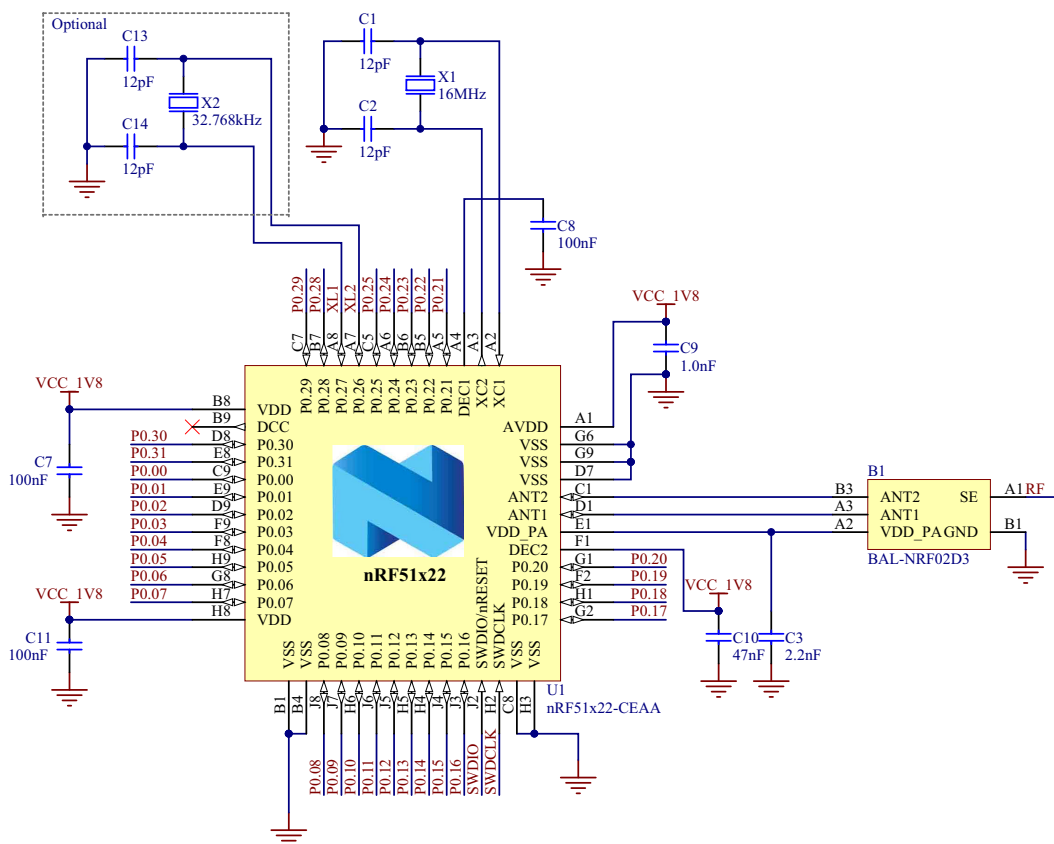 Optional
C13
12pF
X2
32.768kHz
C14
12pF
C1
12pF
X1
16MHz
C2
12pF
C8
100nF
P0.29
P0.28
XL1
XL2
P0.25
P0.24
P0.23
P0.22
P0.21
C7
B7
A8
A7
C5
A6
B6
B5
A5
A4
A3
A2
P0.29
P0.28
P0.27
P0.26
P0.25
P0.24
P0.23
P0.22
P0.21
DEC1
XC2
XC1
VCC_1V8
C9
1.0nF
VCC_1V8
C7
100nF
B8
B9
P0.30 D8
P0.31 E8
P0.00 C9
P0.01 E9
P0.02 D9
P0.03 F9
P0.04 F8
P0.05 H9
P0.06 G8
P0.07 H7
H8
VCC_1V8
C11
100nF
VDD
DCC
P0.30
P0.31
P0.00
P0.01
P0.02
P0.03
P0.04
P0.05
P0.06
P0.07
VDD
nRF51x22
AVDD A1
VSS G6
VSS G9
VSS D7
ANT2 C1
ANT1 D1
VDD_PA E1
DEC2 F1
P0.20 G1 P0.20
P0.19 F2 P0.19
P0.18 H1 P0.18
P0.17 G2 P0.17
B1
B3 ANT2 SE A1 RF
A3 ANT1
A2 VDD_PA GND B1
BAL-NRF02D3
VCC_1V8
C10
47nF
C3
2.2nF
VSS
VSS
P0.08
P0.09
P0.10
P0.11
P0.12
P0.13
P0.14
P0.15
P0.16
SWDIO/nRESET
SWDCLK
VSS
VSS
U1
nRF51x22-CEAA
B1
B4
J8
J7
H6
J6
J5
H5
H4
J4
J3
J2
H2
C8
H3
P0.08
P0.09
P0.10
P0.11
P0.12
P0.13
P0.14
P0.15
P0.16
SWDIO
SWDCLK